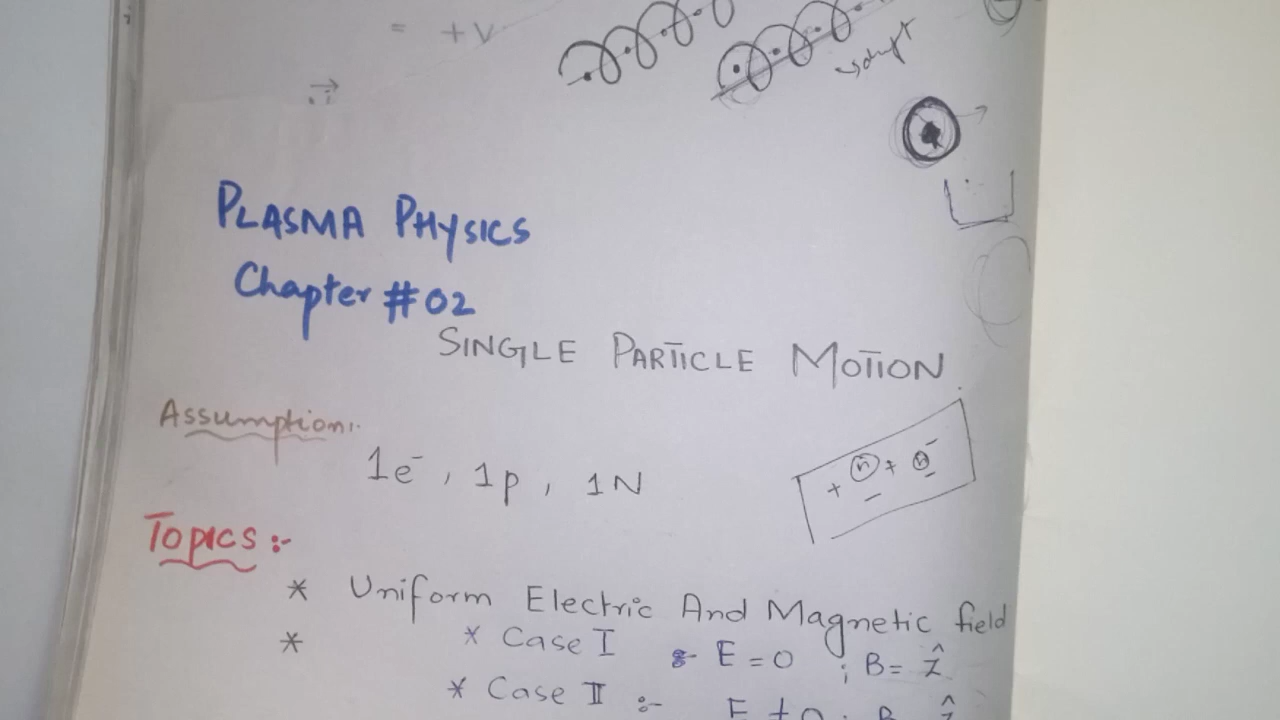 = +V
PLASMA PHYSICS
Chapter #02
SINGLE PARTICLE MOTION
Assumption:
1e⁻, 1p, 1N
+ n + n -
TOPICS :-
* Uniform Electric And Magnetic field
* * Case I :- E = 0 ; B = ẑ
* Case II :- E ≠ 0 ; B ẑ